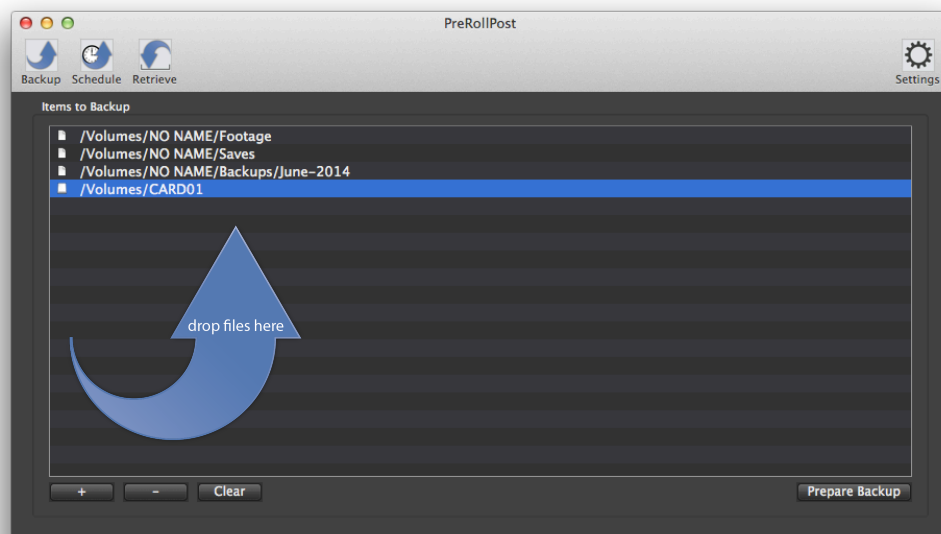 PreRollPost
Backup Schedule Retrieve Settings
Items to Backup
/Volumes/NO NAME/Footage
/Volumes/NO NAME/Saves
/Volumes/NO NAME/Backups/June-2014
/Volumes/CARD01
drop files here
+ - Clear Prepare Backup